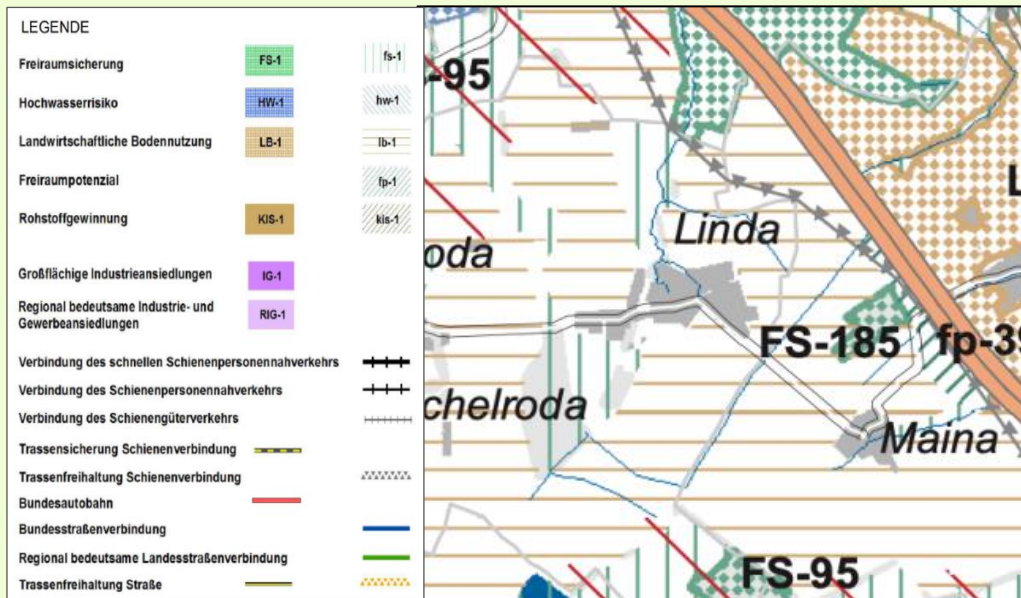 LEGENDE
Freiraumsicherung FS-1 fs-1
Hochwasserrisiko HW-1 hw-1
Landwirtschaftliche Bodennutzung LB-1 lb-1
Freiraumpotenzial fp-1
Rohstoffgewinnung KIS-1 kis-1
Großflächige Industrieansiedlungen IG-1
Regional bedeutsame Industrie- und
Gewerbeansiedlungen RIG-1
Verbindung des schnellen Schienenpersonennahverkehrs
Verbindung des Schienenpersonennahverkehrs
Verbindung des Schienengüterverkehrs
Trassensicherung Schienenverbindung
Trassenfreihaltung Schienenverbindung
Bundesautobahn
Bundesstraßenverbindung
Regional bedeutsame Landesstraßenverbindung
Trassenfreihaltung Straße
-95
L
Linda
oda
FS-185 fp-39
chelroda
Maina
FS-95